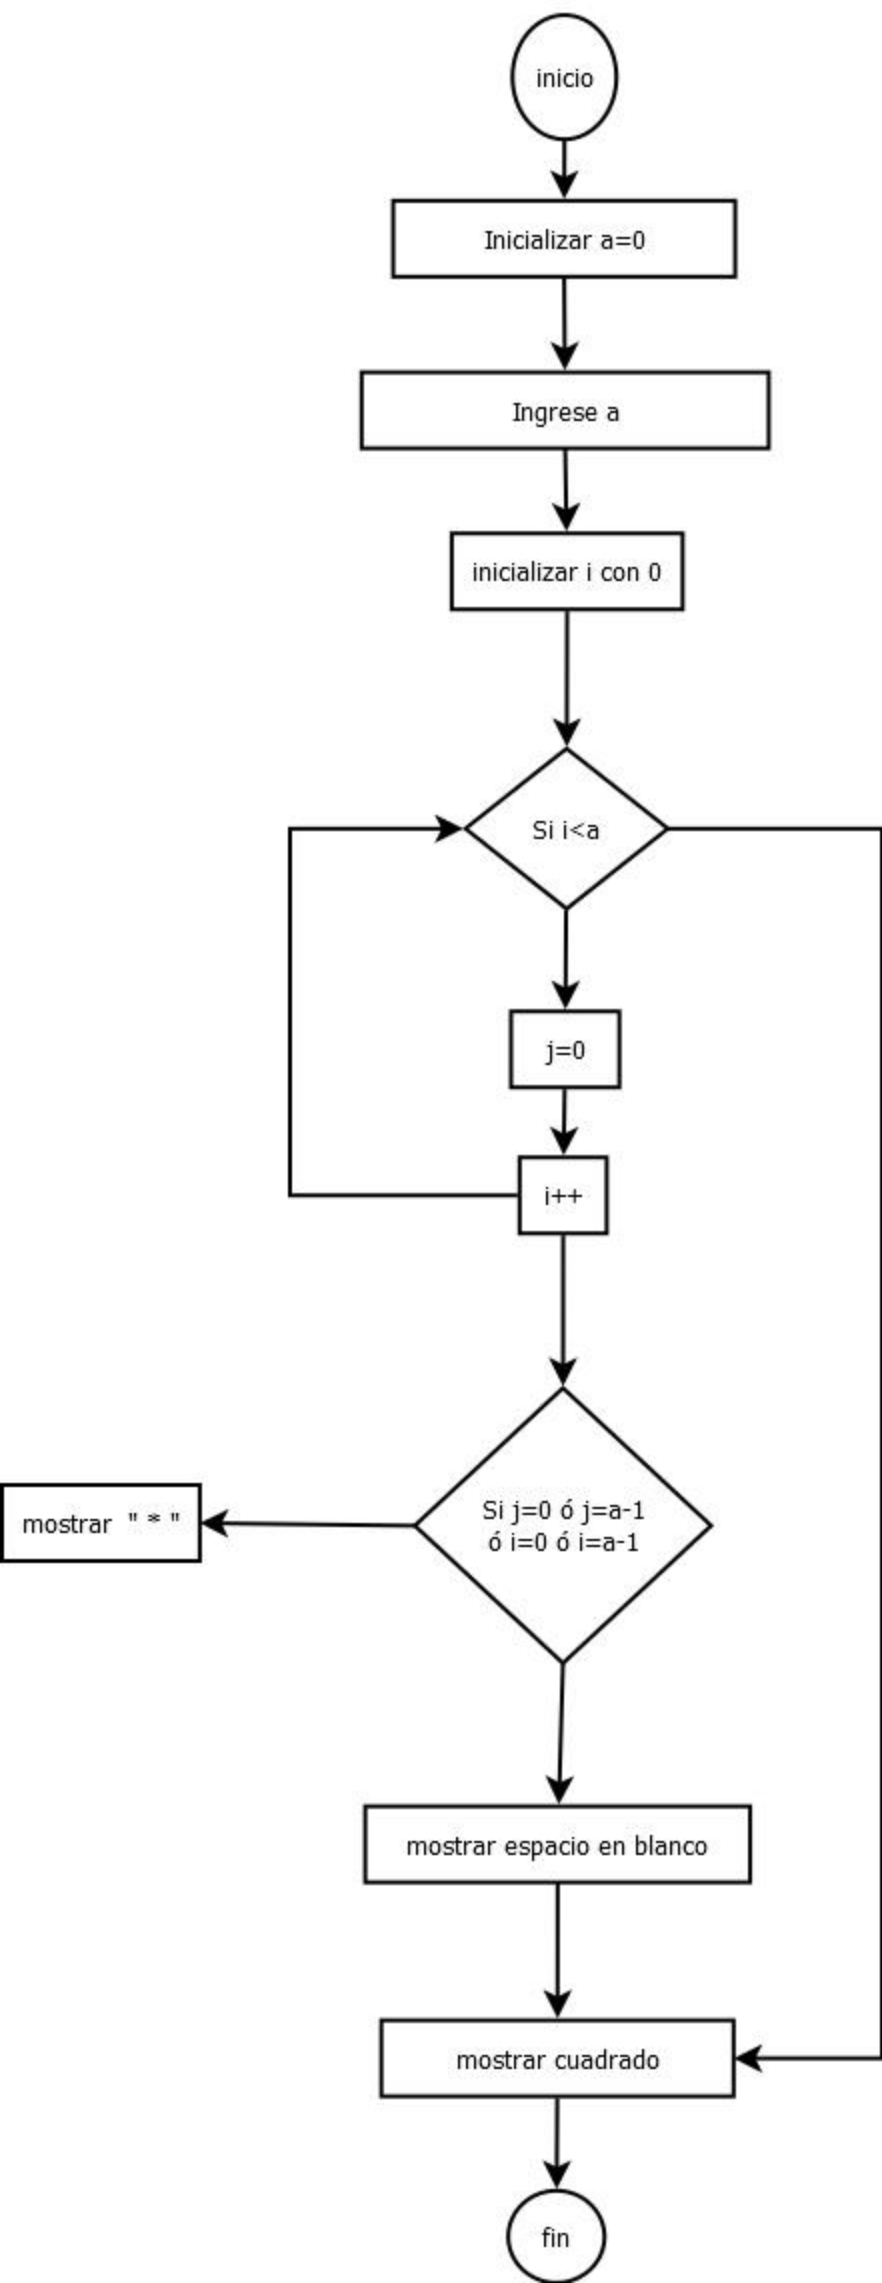 inicio
Inicializar a=0
Ingrese a
inicializar i con 0
Si i<a
j=0
i++
Si j=0 ó j=a-1
ó i=0 ó i=a-1
mostrar " * "
mostrar espacio en blanco
mostrar cuadrado
fin